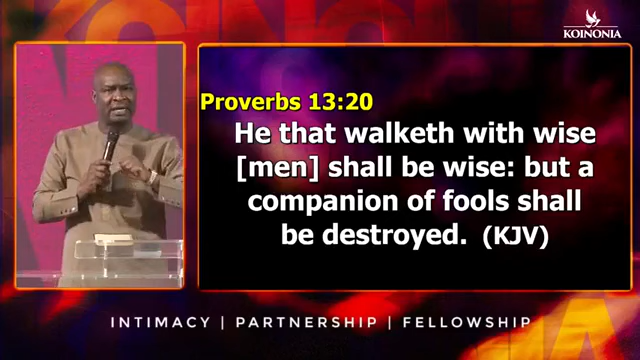 KOINONIA
Proverbs 13:20
He that walketh with wise
[men] shall be wise: but a
companion of fools shall
be destroyed. (KJV)
INTIMACY | PARTNERSHIP | FELLOWSHIP